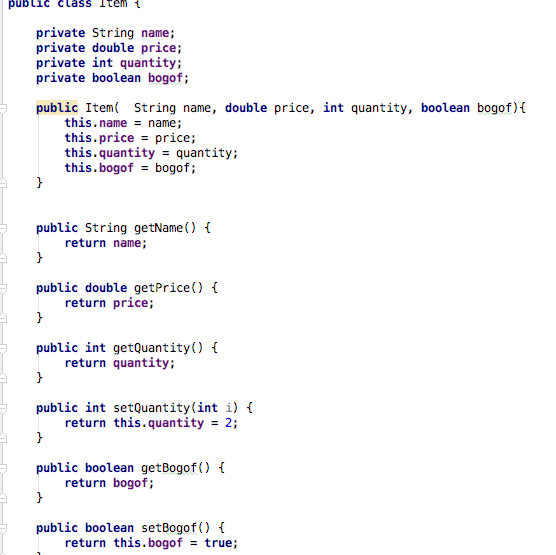 public class Item {
private String name;
private double price;
private int quantity;
private boolean bogof;
public Item(  String name, double price, int quantity, boolean bogof){
this.name = name;
this.price = price;
this.quantity = quantity;
this.bogof = bogof;
}
public String getName() {
return name;
}
public double getPrice() {
return price;
}
public int getQuantity() {
return quantity;
}
public int setQuantity(int i) {
return this.quantity = 2;
}
public boolean getBogof() {
return bogof;
}
public boolean setBogof() {
return this.bogof = true;
}